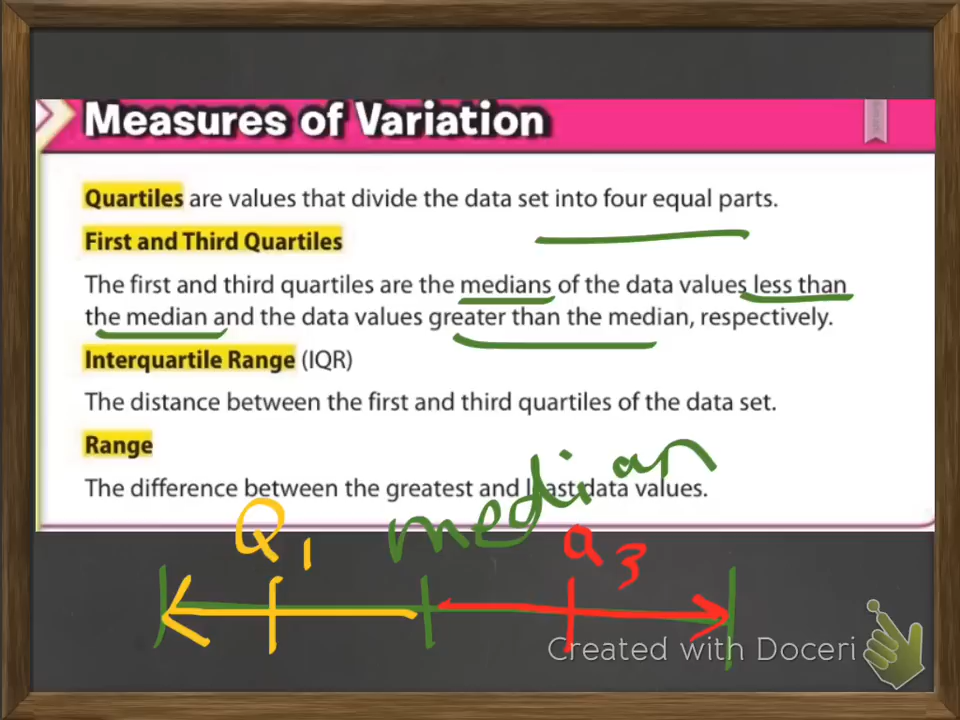 Measures of Variation
Quartiles are values that divide the data set into four equal parts.
First and Third Quartiles
The first and third quartiles are the medians of the data values less than
the median and the data values greater than the median, respectively.
Interquartile Range (IQR)
The distance between the first and third quartiles of the data set.
Range
The difference between the greatest and least data values.
median
Q1
Q3
Created with Doceri